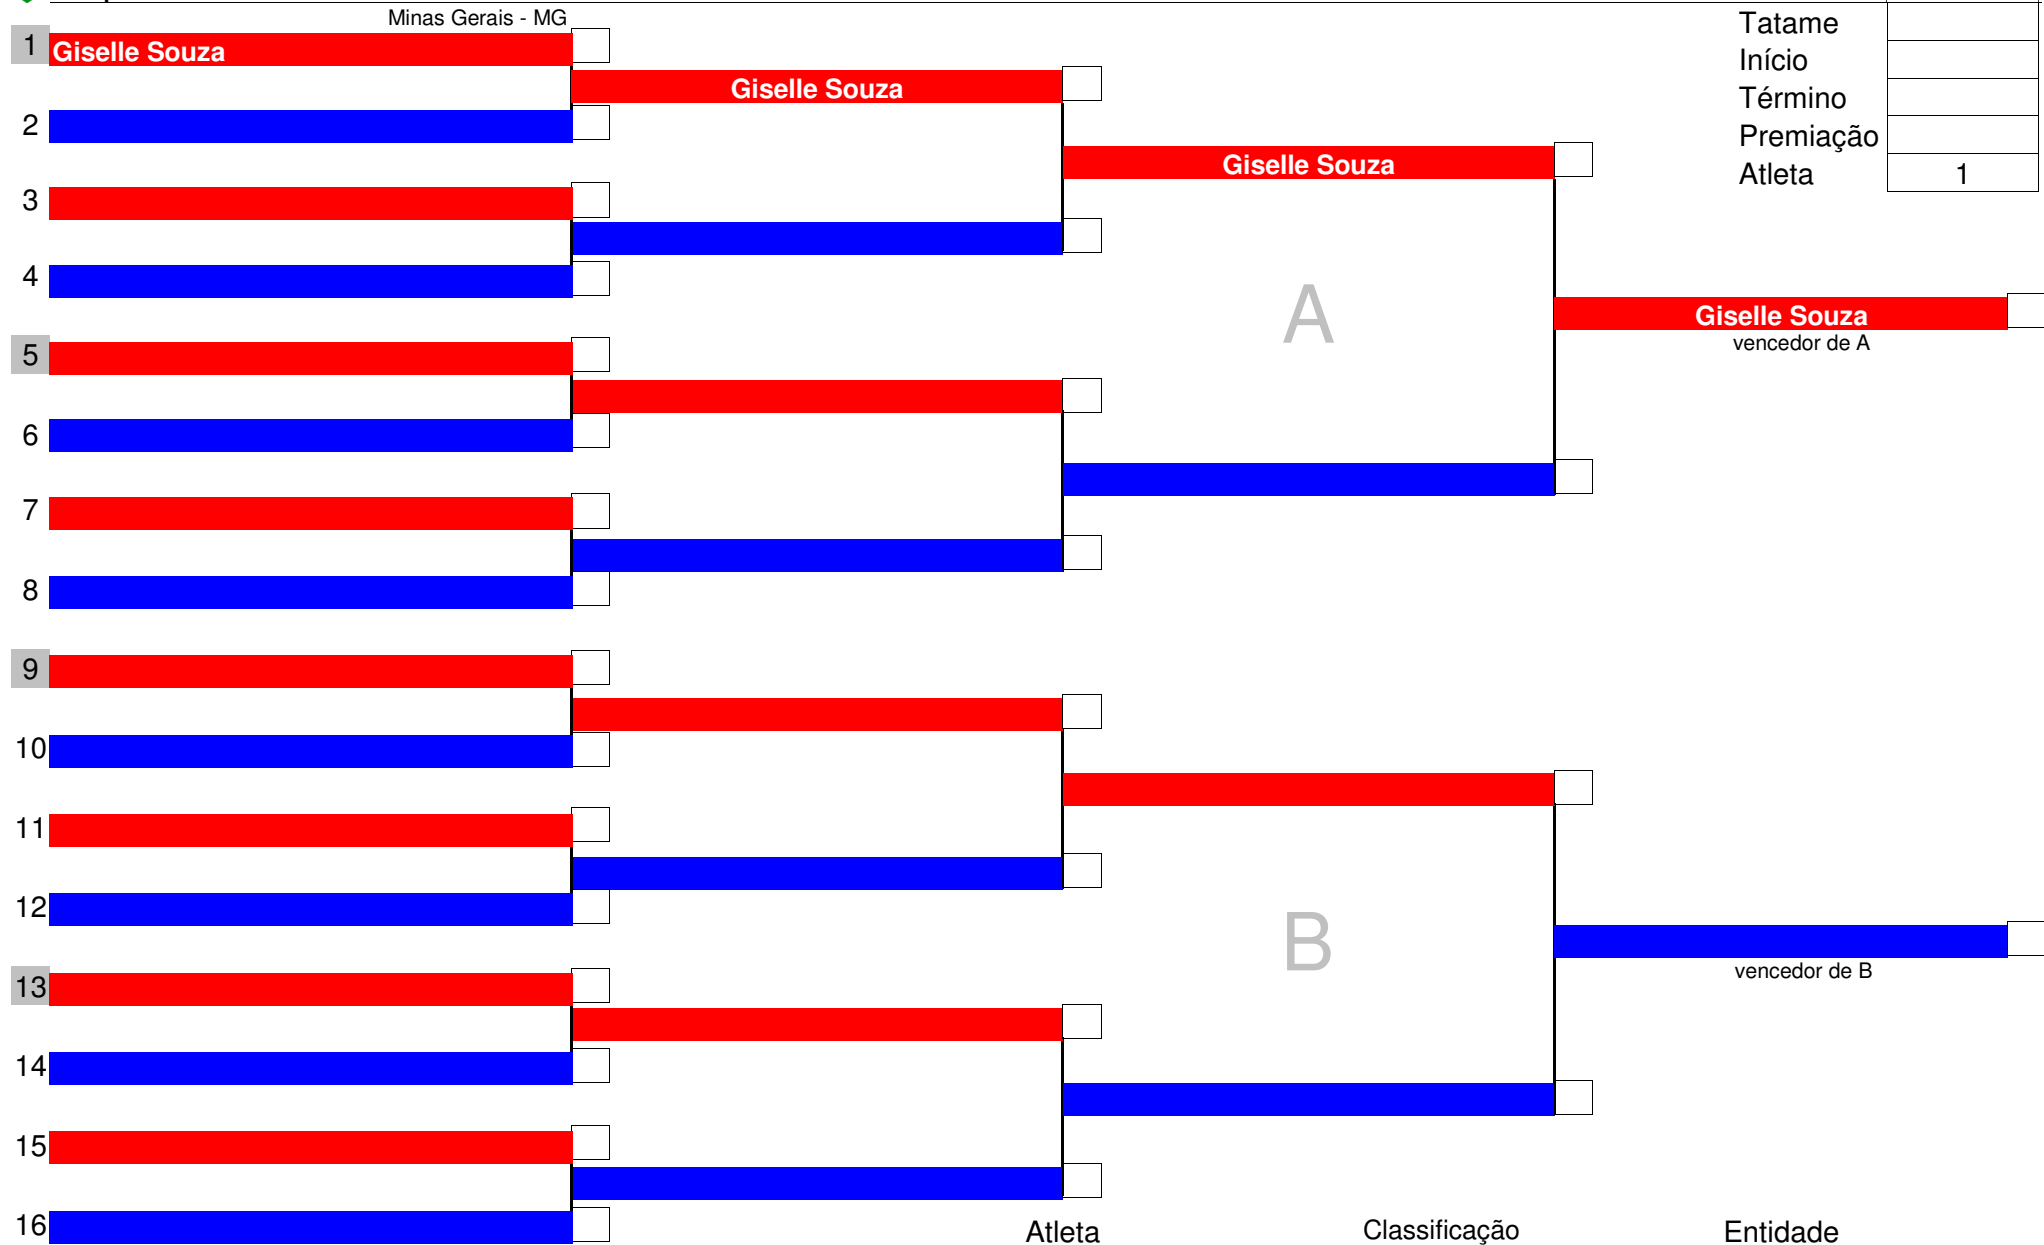 Minas Gerais - MG
Tatame
1 Giselle Souza
Início
Giselle Souza
Término
2
Premiação
Giselle Souza
Atleta 1
3
4
A
Giselle Souza
vencedor de A
5
6
7
8
9
10
11
12
B
vencedor de B
13
14
15
16
Atleta Classificação Entidade